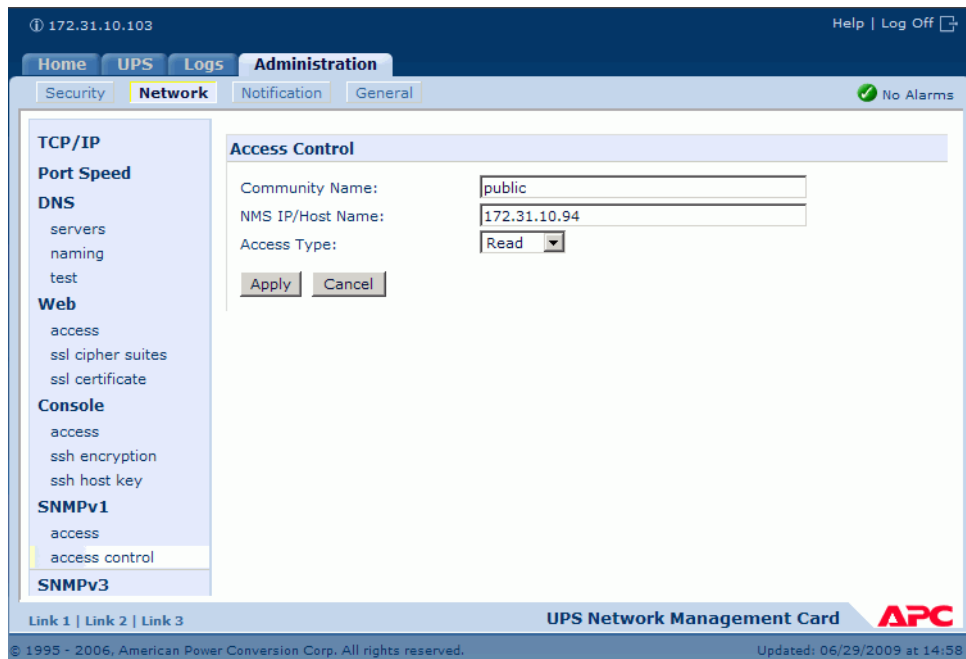 172.31.10.103
Help | Log Off
Home UPS Logs Administration
Security Network Notification General
No Alarms
TCP/IP
Port Speed
DNS
servers
naming
test
Web
access
ssl cipher suites
ssl certificate
Console
access
ssh encryption
ssh host key
SNMPv1
access
access control
SNMPv3
Access Control
Community Name: public
NMS IP/Host Name: 172.31.10.94
Access Type: Read
Apply Cancel
Link 1 | Link 2 | Link 3
UPS Network Management Card
APC
© 1995 - 2006, American Power Conversion Corp. All rights reserved.
Updated: 06/29/2009 at 14:58